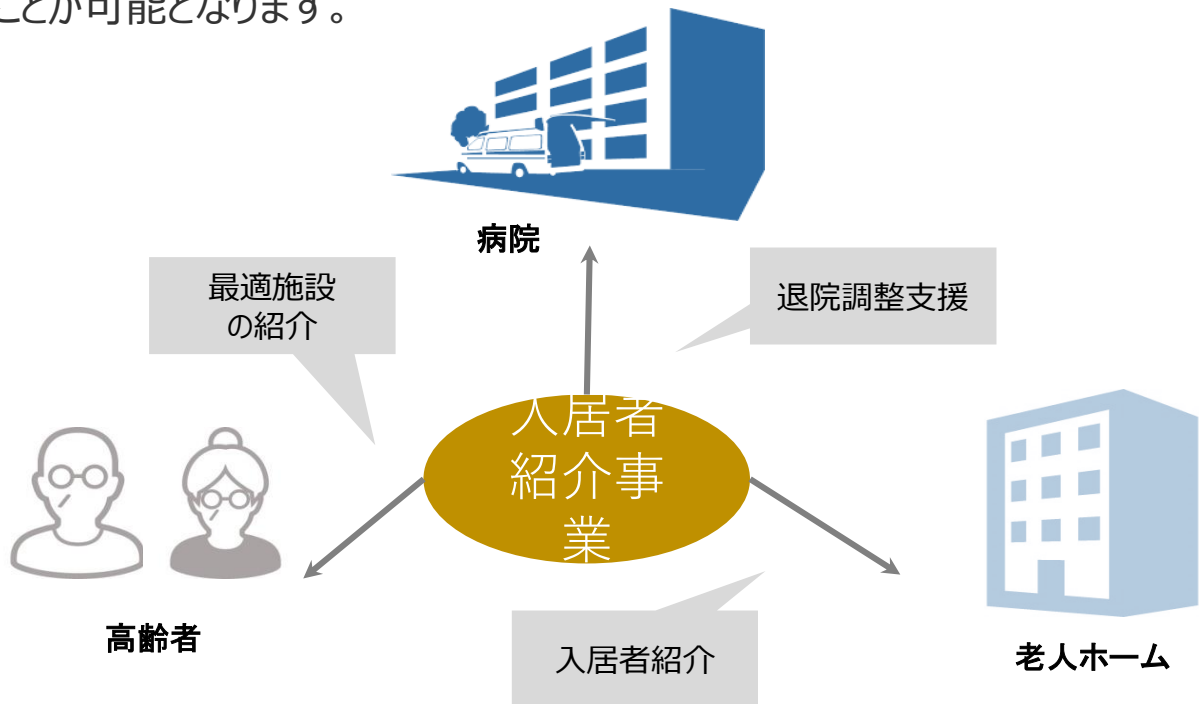 ことが可能となります。
病院
最適施設
の紹介
退院調整支援
入居者
紹介事
業
高齢者
入居者紹介
老人ホーム